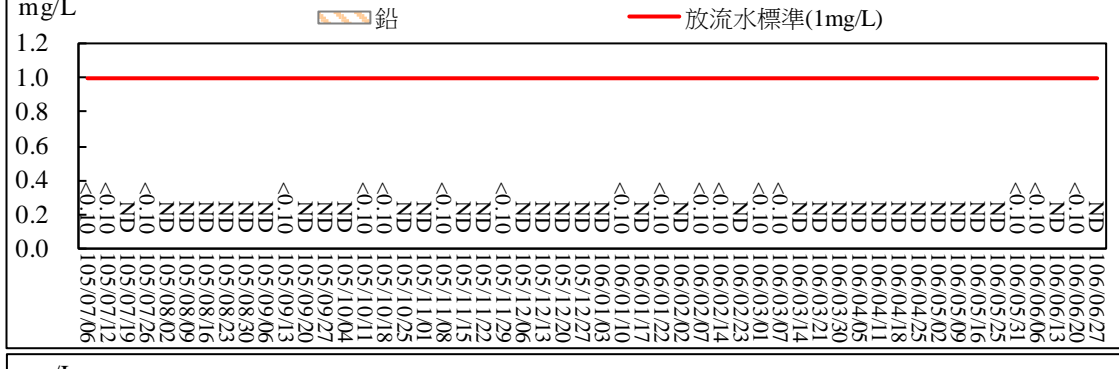 mg/L
鉛
放流水標準(1mg/L)
1.2
1.0
0.8
0.6
0.4
0.2
0.0
<0.10
<0.10
ND
<0.10
ND
ND
ND
ND
ND
ND
<0.10
ND
ND
ND
<0.10
<0.10
ND
ND
<0.10
ND
ND
<0.10
ND
ND
ND
ND
ND
<0.10
ND
<0.10
ND
<0.10
<0.10
ND
<0.10
<0.10
ND
ND
ND
ND
ND
ND
ND
ND
ND
ND
ND
<0.10
<0.10
ND
<0.10
ND
105/07/06
105/07/12
105/07/19
105/07/26
105/08/02
105/08/09
105/08/16
105/08/23
105/08/30
105/09/06
105/09/13
105/09/20
105/09/27
105/10/04
105/10/11
105/10/18
105/10/25
105/11/01
105/11/08
105/11/15
105/11/22
105/11/29
105/12/06
105/12/13
105/12/20
105/12/27
106/01/03
106/01/10
106/01/17
106/01/22
106/02/02
106/02/07
106/02/14
106/02/23
106/03/01
106/03/07
106/03/14
106/03/21
106/03/30
106/04/05
106/04/11
106/04/18
106/04/25
106/05/02
106/05/09
106/05/16
106/05/25
106/05/31
106/06/06
106/06/13
106/06/20
106/06/27